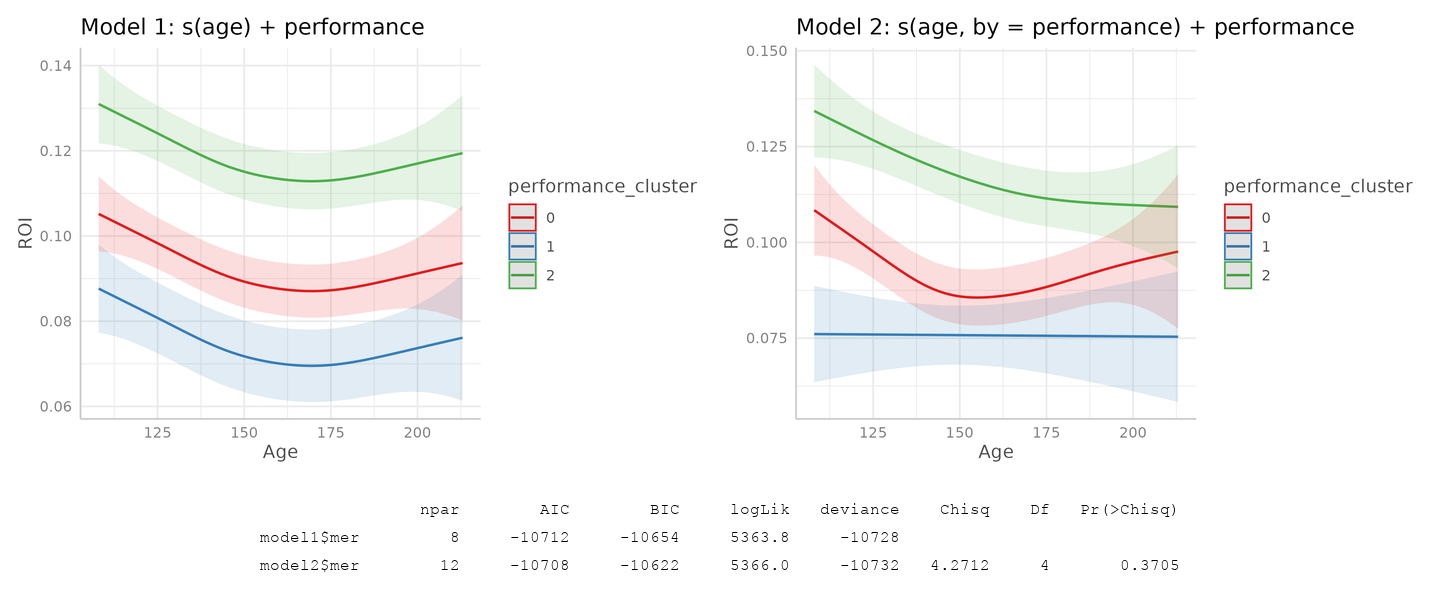 Model 1: s(age) + performance
0.14
0.12
0.10
0.08
0.06
ROI
125 150 175 200
Age
performance_cluster
0
1
2
Model 2: s(age, by = performance) + performance
0.150
0.125
0.100
0.075
ROI
125 150 175 200
Age
performance_cluster
0
1
2
npar AIC BIC logLik deviance Chisq Df Pr(>Chisq)
model1$mer 8 -10712 -10654 5363.8 -10728
model2$mer 12 -10708 -10622 5366.0 -10732 4.2712 4 0.3705